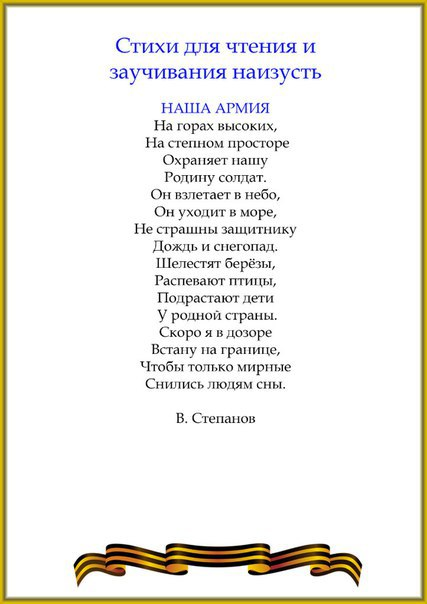 Стихи для чтения и
заучивания наизусть
НАША АРМИЯ
На горах высоких,
На степном просторе
Охраняет нашу
Родину солдат.
Он взлетает в небо,
Он уходит в море,
Не страшны защитнику
Дождь и снегопад.
Шелестят берёзы,
Распевают птицы,
Подрастают дети
У родной страны.
Скоро я в дозоре
Встану на границе,
Чтобы только мирные
Снились людям сны.
В. Степанов